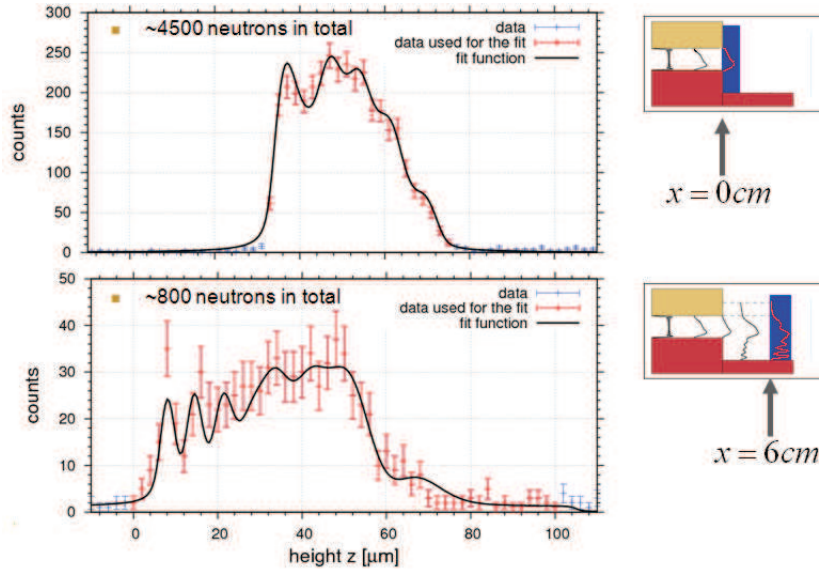 ~4500 neutrons in total
data
data used for the fit
fit function
counts
300
250
200
150
100
50
0
x = 0cm
~800 neutrons in total
data
data used for the fit
fit function
counts
50
40
30
20
10
0
0 20 40 60 80 100
height z [μm]
x = 6cm